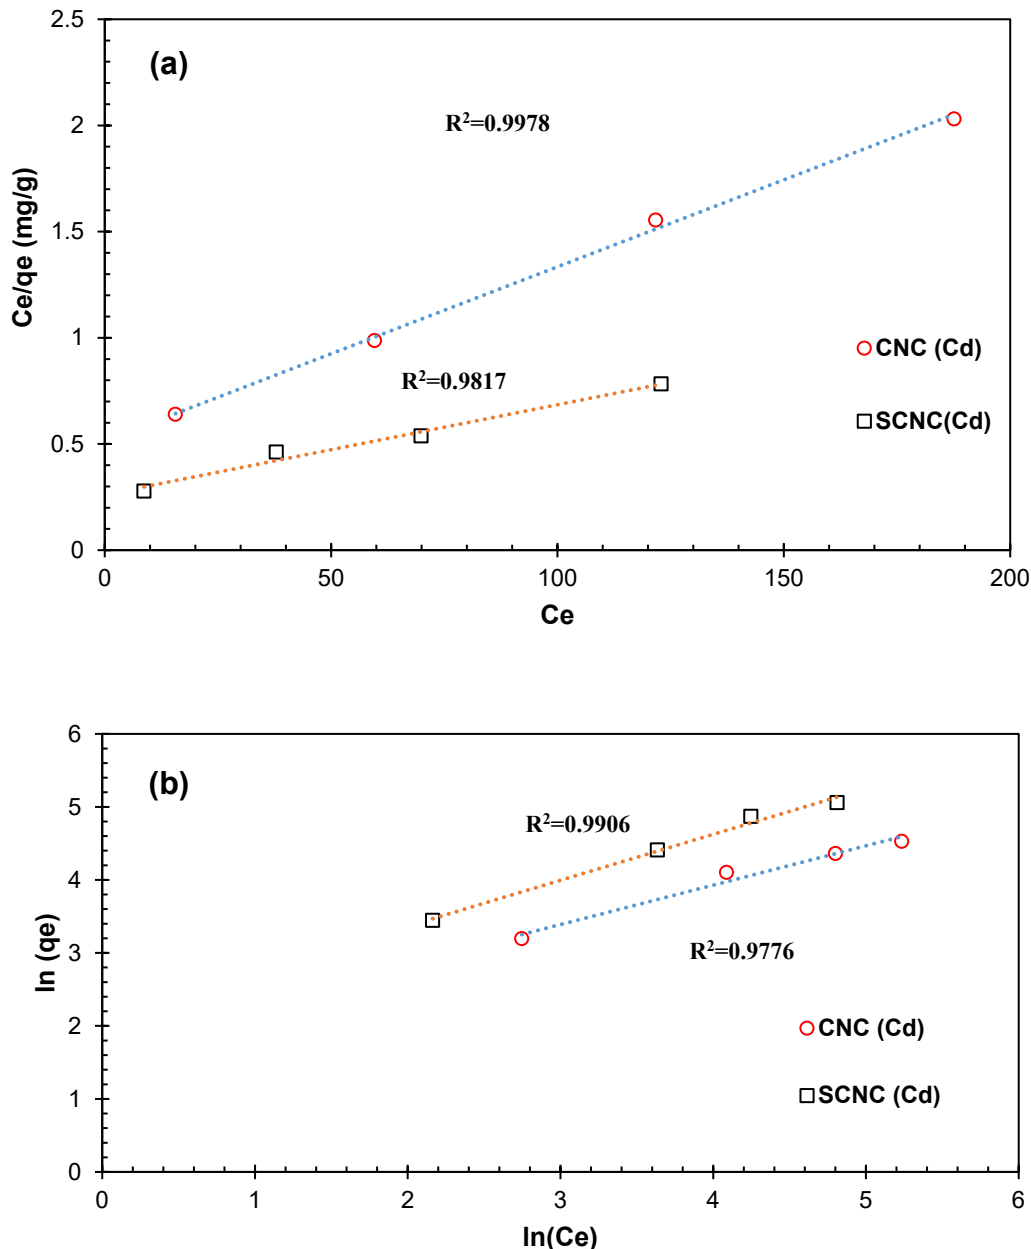 (a)
R²=0.9978
R²=0.9817
CNC (Cd)
SCNC(Cd)
Ce/qe (mg/g)
2.5
2
1.5
1
0.5
0
0 50 100 150 200
Ce
(b)
R²=0.9906
R²=0.9776
CNC (Cd)
SCNC (Cd)
ln (qe)
6
5
4
3
2
1
0
0 1 2 3 4 5 6
ln(Ce)